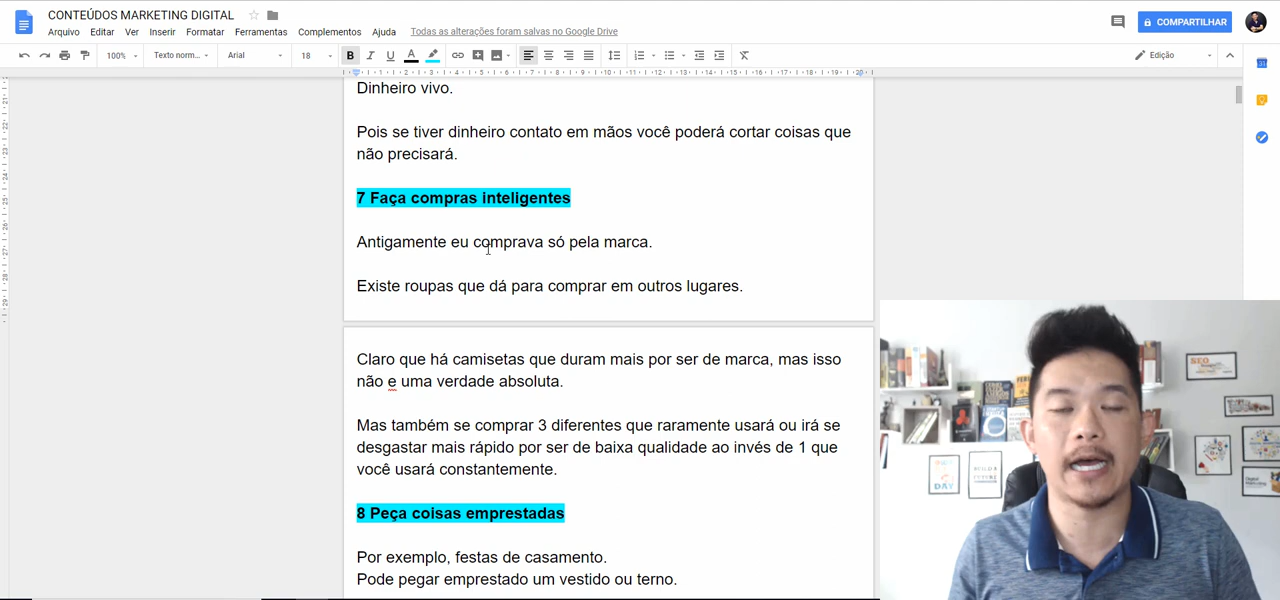 CONTEÚDOS MARKETING DIGITAL
COMPARTILHAR
Arquivo Editar Ver Inserir Formatar Ferramentas Complementos Ajuda Todas as alterações foram salvas no Google Drive
100% Texto norm... Arial 18 B I U A Edição
Dinheiro vivo.
Pois se tiver dinheiro contato em mãos você poderá cortar coisas que
não precisará.
7 Faça compras inteligentes
Antigamente eu comprava só pela marca.
Existe roupas que dá para comprar em outros lugares.
Claro que há camisetas que duram mais por ser de marca, mas isso
não e uma verdade absoluta.
Mas também se comprar 3 diferentes que raramente usará ou irá se
desgastar mais rápido por ser de baixa qualidade ao invés de 1 que
você usará constantemente.
8 Peça coisas emprestadas
Por exemplo, festas de casamento.
Pode pegar emprestado um vestido ou terno.
SEO
BUILD A
DAY
Digital
Marketing